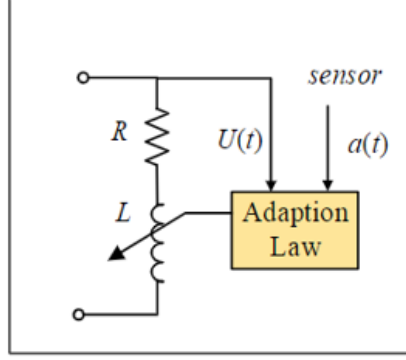 sensor
R
U(t)
a(t)
L
Adaption
Law